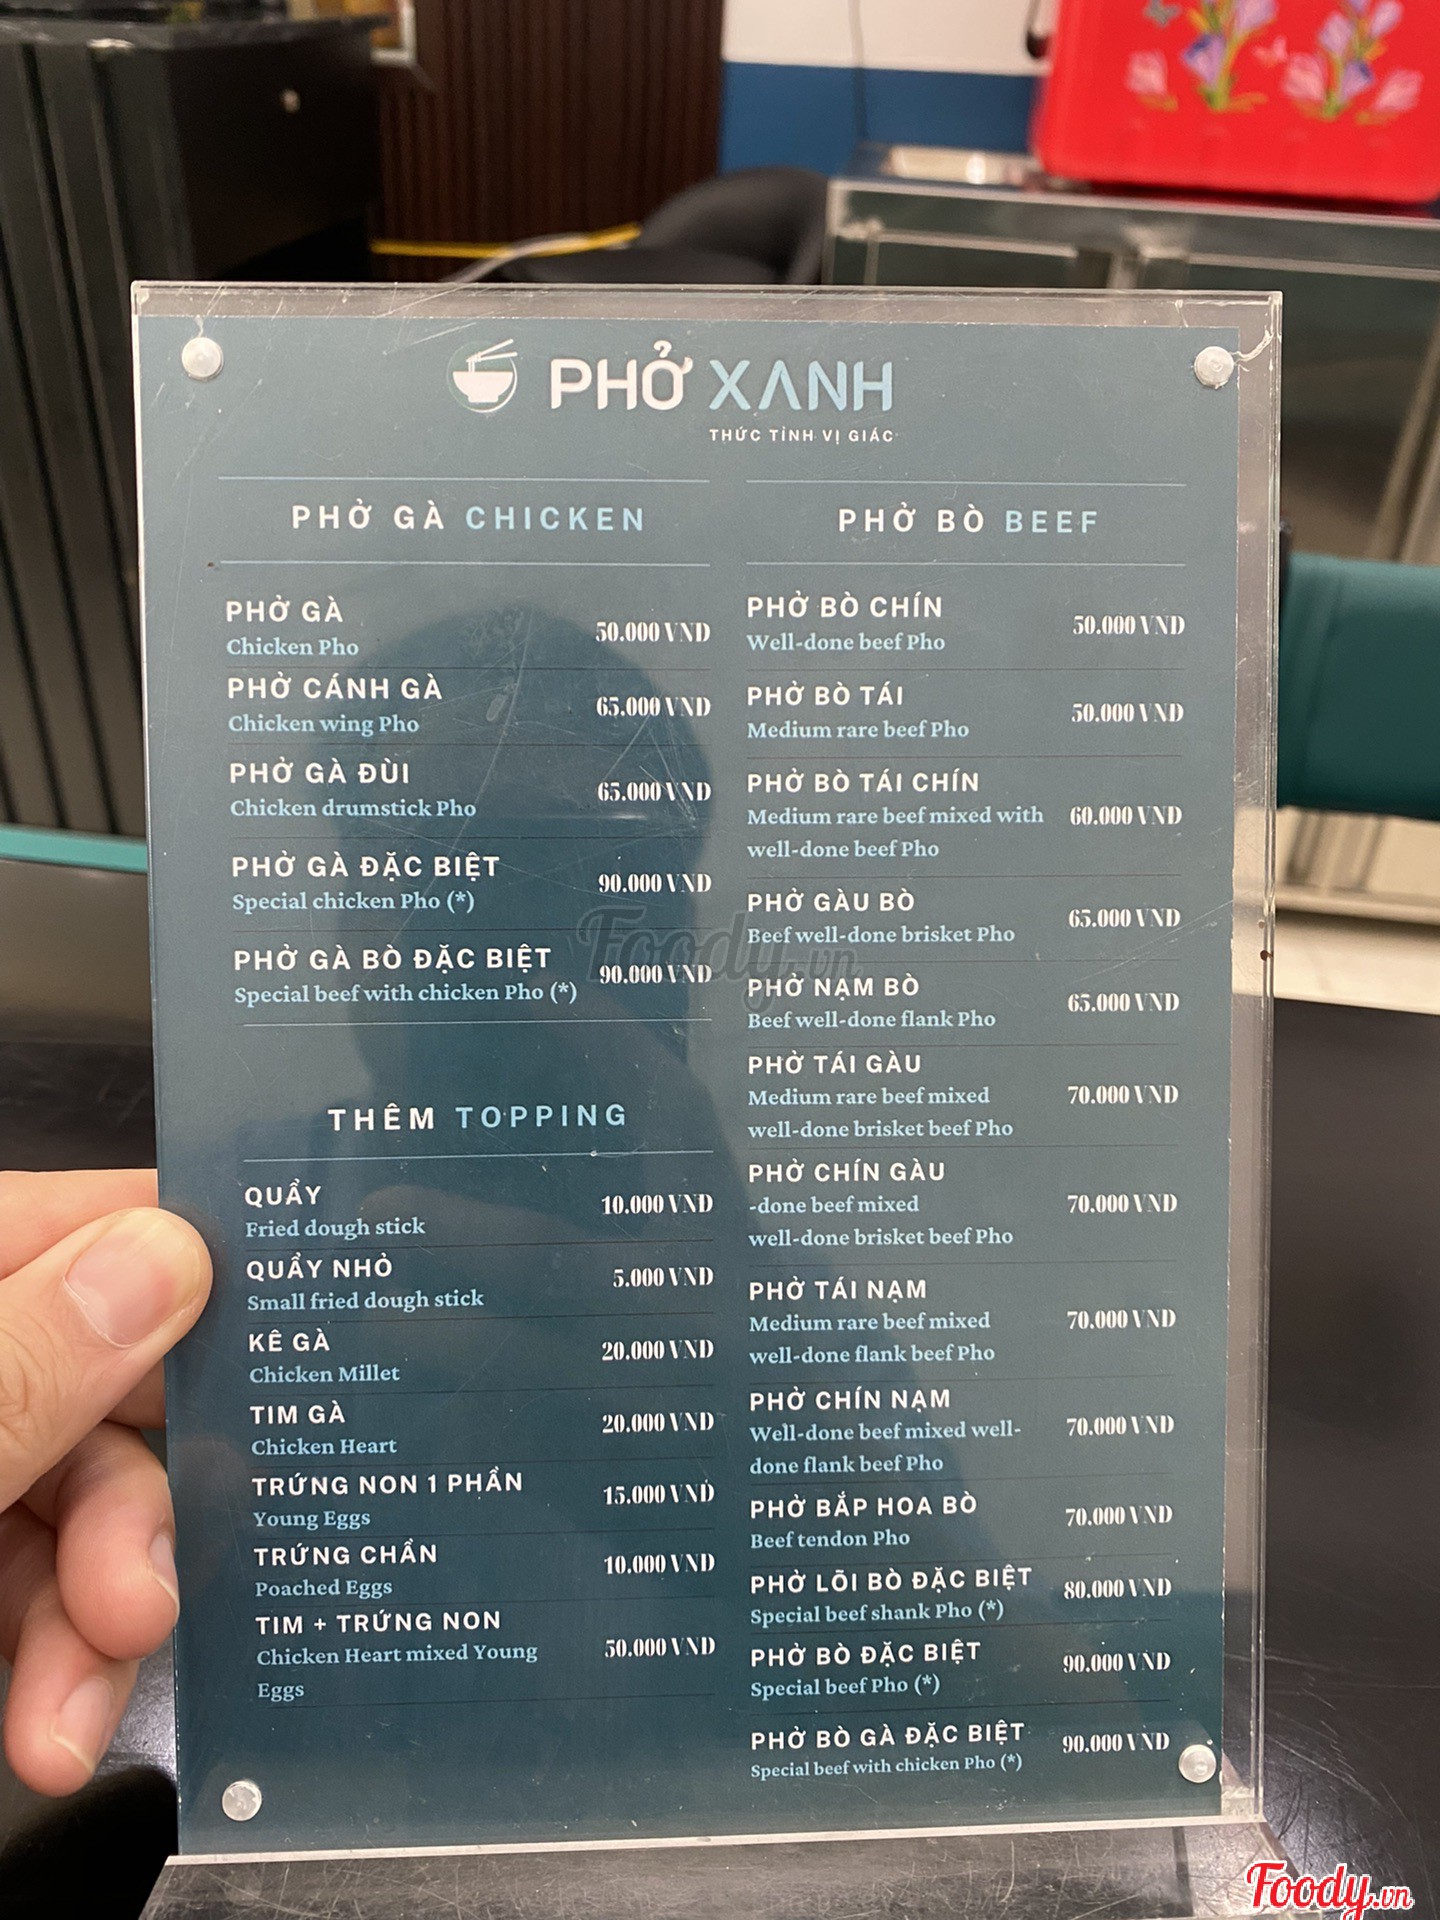 PHỞ XANH
THỨC TỈNH VỊ GIÁC
PHỞ GÀ CHICKEN
PHỞ GÀ
50.000 VND
Chicken Pho
PHỞ CÁNH GÀ
65.000 VND
Chicken wing Pho
PHỞ GÀ ĐÙI
65.000 VND
Chicken drumstick Pho
PHỞ GÀ ĐẶC BIỆT
90.000 VND
Special chicken Pho (*)
PHỞ GÀ BÒ ĐẶC BIỆT
90.000 VND
Special beef with chicken Pho (*)
THÊM TOPPING
QUẨY
10.000 VND
Fried dough stick
QUẨY NHỎ
5.000 VND
Small fried dough stick
KÊ GÀ
20.000 VND
Chicken Millet
TIM GÀ
20.000 VND
Chicken Heart
TRỨNG NON 1 PHẦN
15.000 VND
Young Eggs
TRỨNG CHẦN
10.000 VND
Poached Eggs
TIM + TRỨNG NON
50.000 VND
Chicken Heart mixed Young
Eggs
PHỞ BÒ BEEF
PHỞ BÒ CHÍN
50.000 VND
Well-done beef Pho
PHỞ BÒ TÁI
50.000 VND
Medium rare beef Pho
PHỞ BÒ TÁI CHÍN
60.000 VND
Medium rare beef mixed with
well-done beef Pho
PHỞ GÀU BÒ
65.000 VND
Beef well-done brisket Pho
PHỞ NẠM BÒ
65.000 VND
Beef well-done flank Pho
PHỞ TÁI GÀU
70.000 VND
Medium rare beef mixed
well-done brisket beef Pho
PHỞ CHÍN GÀU
70.000 VND
-done beef mixed
well-done brisket beef Pho
PHỞ TÁI NẠM
70.000 VND
Medium rare beef mixed
well-done flank beef Pho
PHỞ CHÍN NẠM
70.000 VND
Well-done beef mixed well-
done flank beef Pho
PHỞ BẮP HOA BÒ
70.000 VND
Beef tendon Pho
PHỞ LÕI BÒ ĐẶC BIỆT
80.000 VND
Special beef shank Pho (*)
PHỞ BÒ ĐẶC BIỆT
90.000 VND
Special beef Pho (*)
PHỞ BÒ GÀ ĐẶC BIỆT
90.000 VND
Special beef with chicken Pho (*)
Foody.vn
Foody.vn